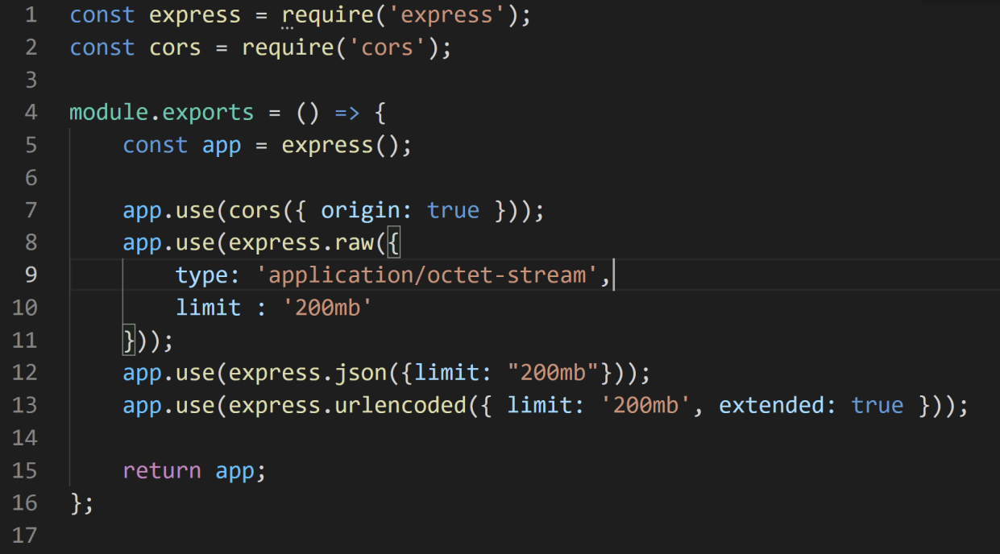 1 const express = require('express');
2 const cors = require('cors');
3
4 module.exports = () => {
5     const app = express();
6
7     app.use(cors({ origin: true }));
8     app.use(express.raw({
9         type: 'application/octet-stream',
10         limit : '200mb'
11     }));
12     app.use(express.json({limit: "200mb"}));
13     app.use(express.urlencoded({ limit: '200mb', extended: true }));
14
15     return app;
16 };
17